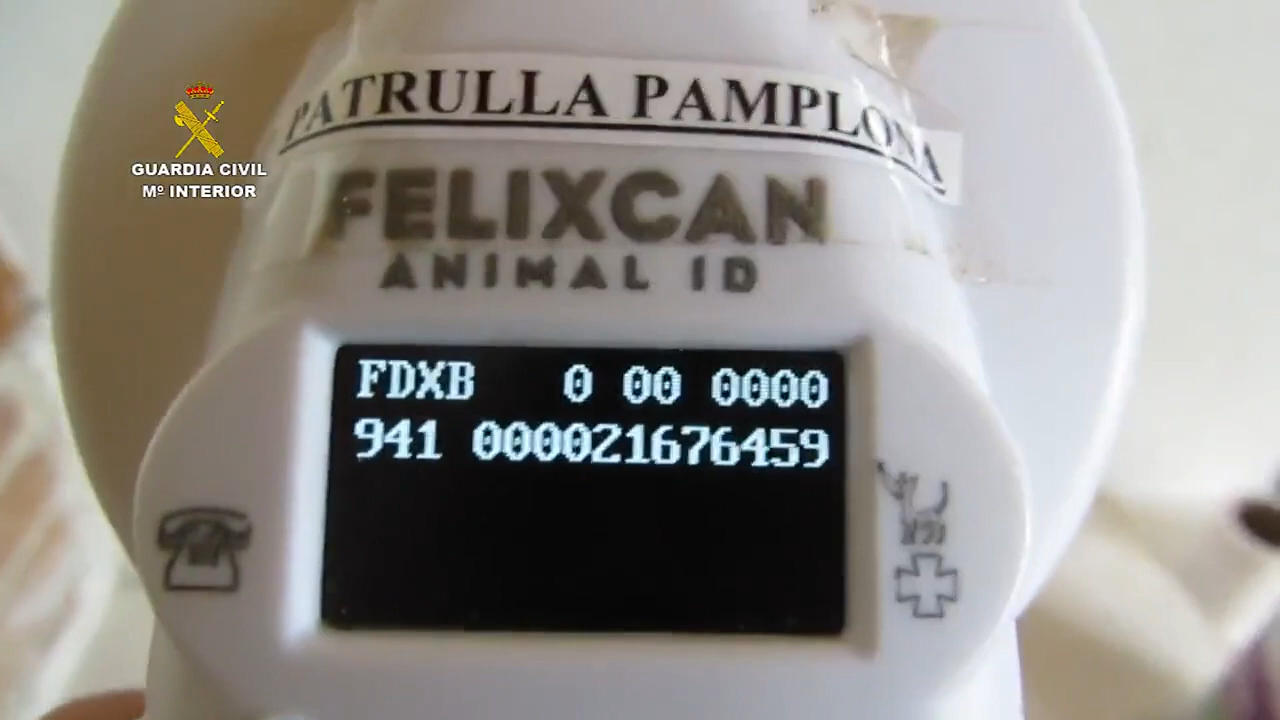 PATRULLA PAMPLONA
GUARDIA CIVIL
Mº INTERIOR
FELIXCAN
ANIMAL ID
FDXB 0 00 0000
941 000021676459